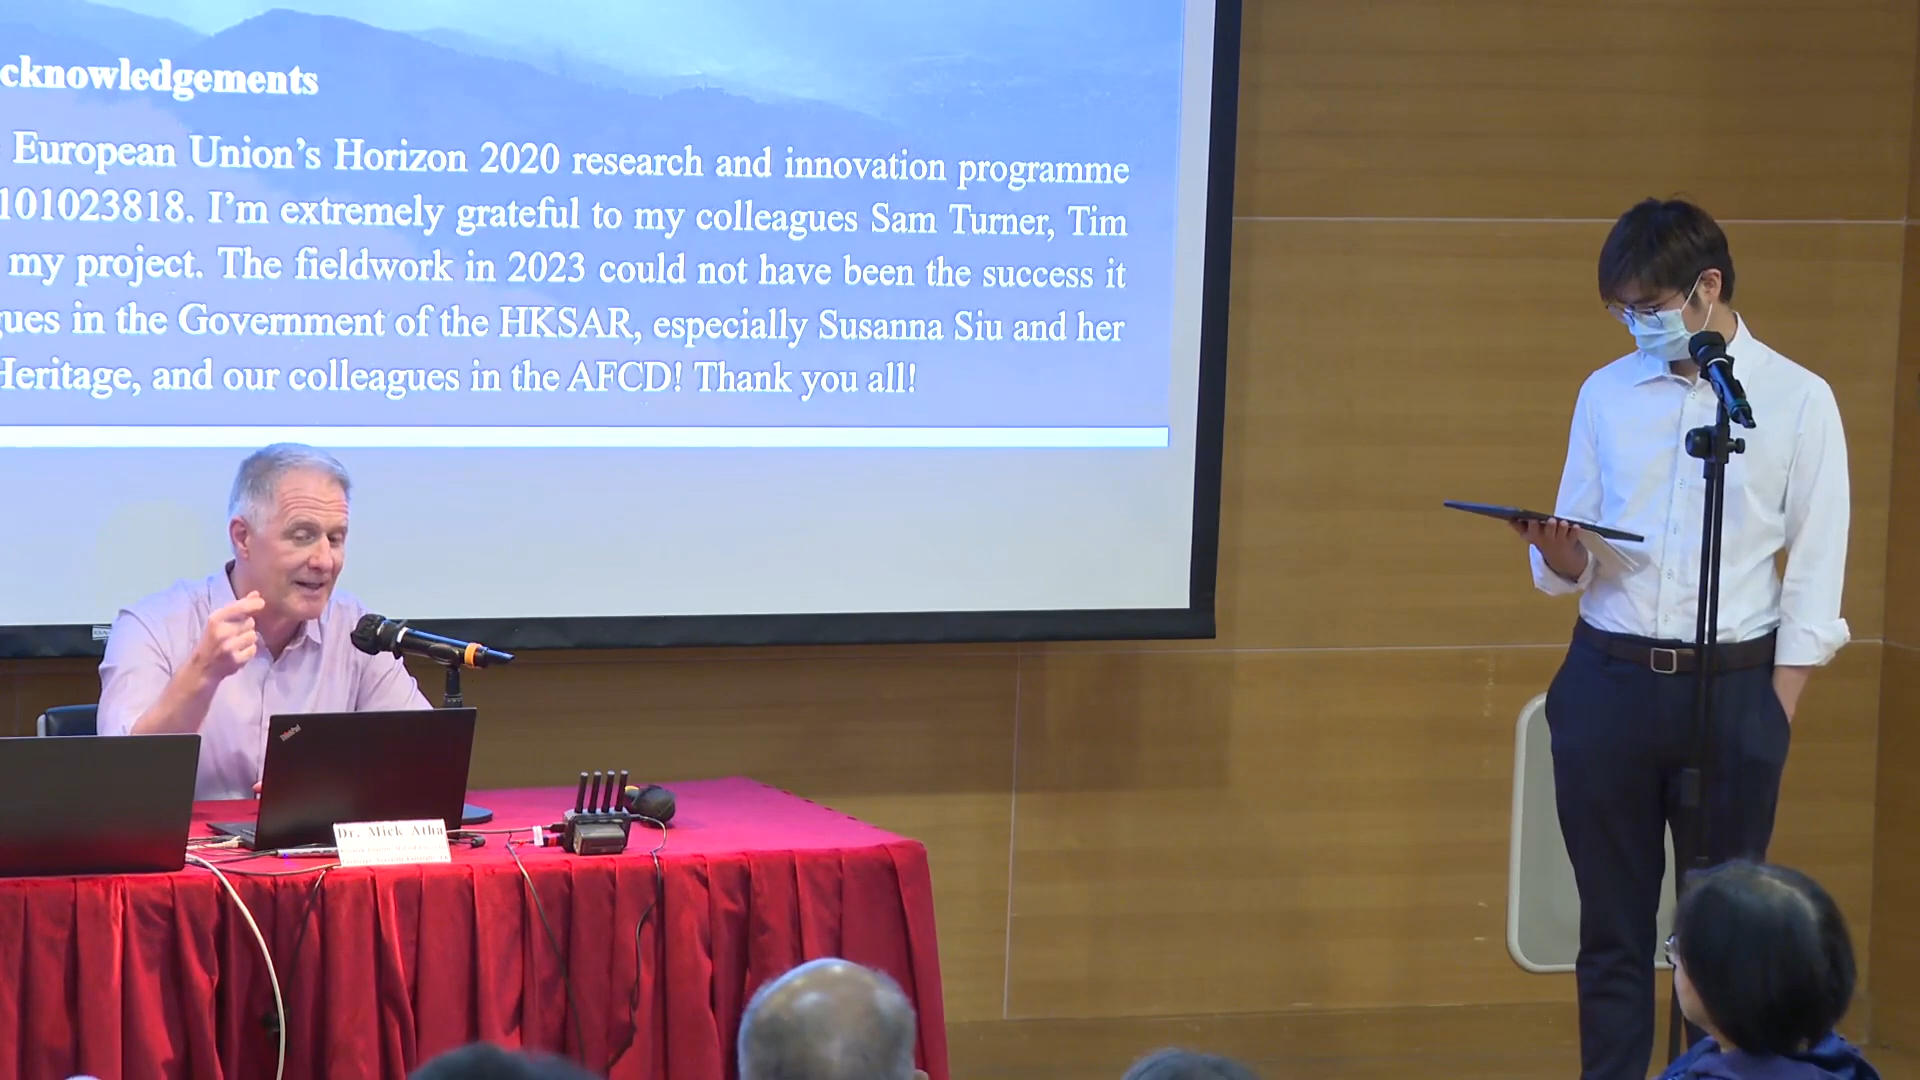 cknowledgements
European Union’s Horizon 2020 research and innovation programme
101023818. I’m extremely grateful to my colleagues Sam Turner, Tim
my project. The fieldwork in 2023 could not have been the success it
gues in the Government of the HKSAR, especially Susanna Siu and her
Heritage, and our colleagues in the AFCD! Thank you all!
ThinkPad
Dr. Mick Atha